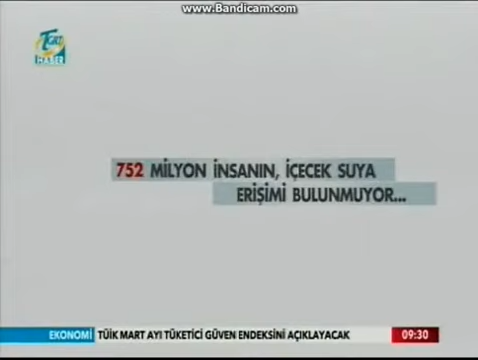 www.Bandicam.com
TGRT
HABER
752 MİLYON İNSANIN, İÇECEK SUYA
ERİŞİMİ BULUNMUYOR...
EKONOMİ TÜİK MART AYI TÜKETİCİ GÜVEN ENDEKSİNİ AÇIKLAYACAK 09:30